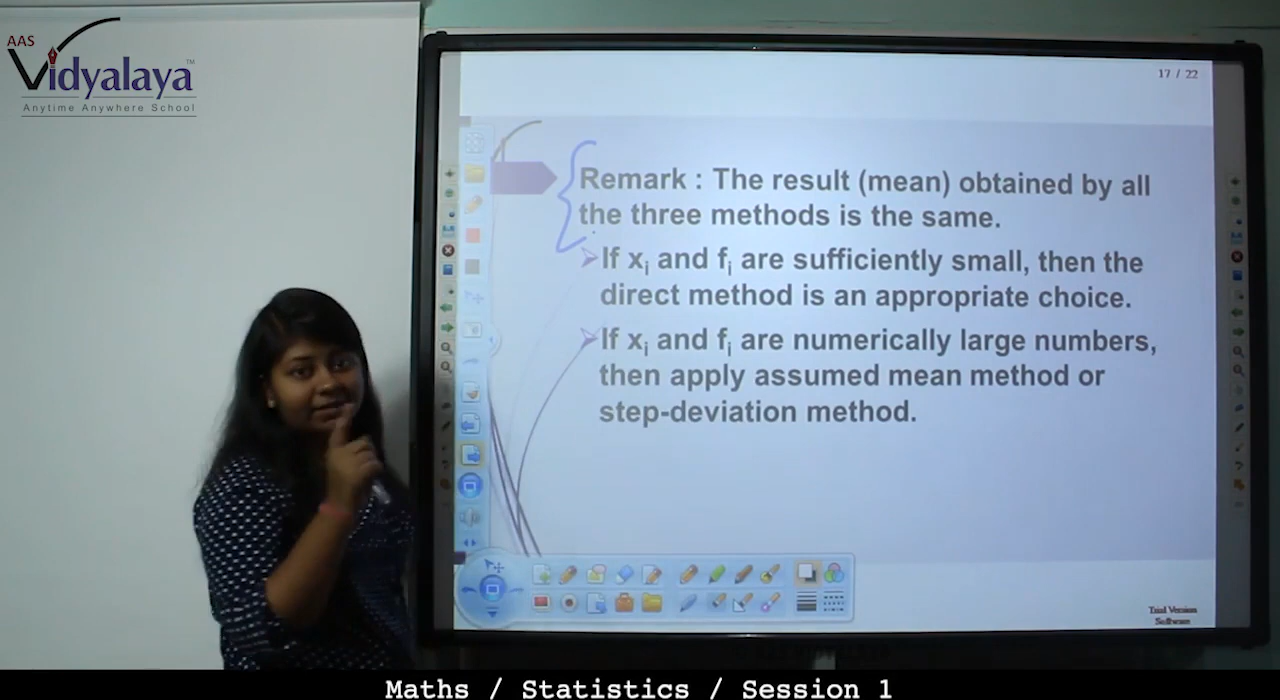 AAS
Vidyalaya
TM
Anytime Anywhere School
17 / 22
Remark : The result (mean) obtained by all
the three methods is the same.
➢If xᵢ and fᵢ are sufficiently small, then the
direct method is an appropriate choice.
➢If xᵢ and fᵢ are numerically large numbers,
then apply assumed mean method or
step-deviation method.
Trial Version
Software
Maths / Statistics / Session 1